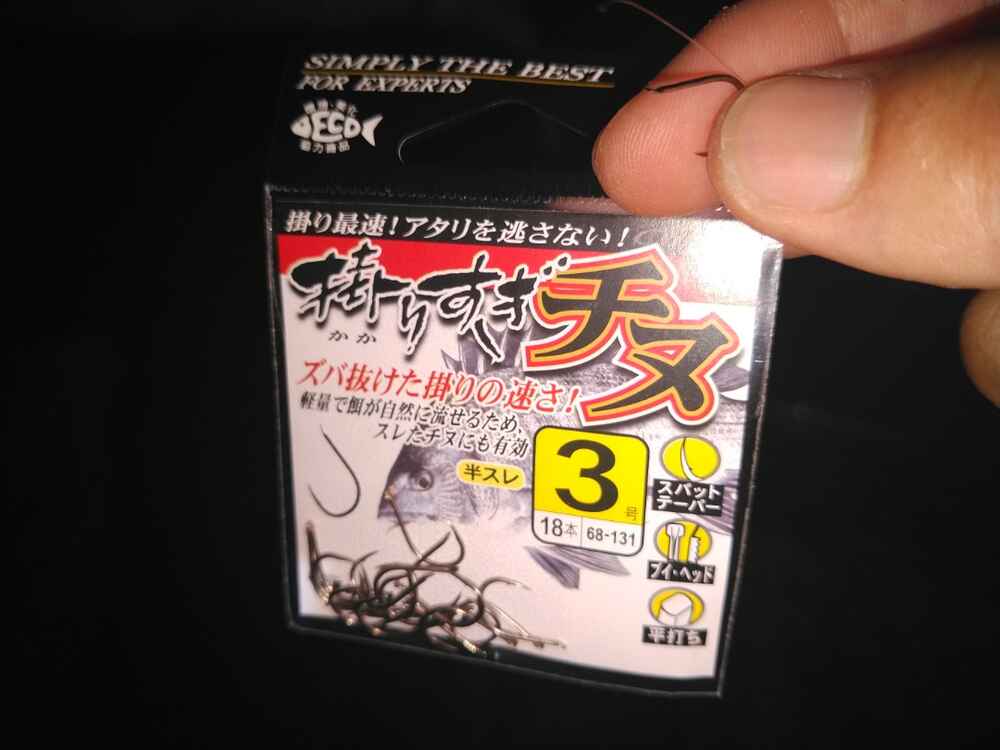 SIMPLY THE BEST
FOR EXPERTS
ECO
掛り最速！アタリを逃さない！
掛りすぎチヌ
かか
ズバ抜けた掛りの速さ！
軽量で餌が自然に流せるため、
スレたチヌにも有効
半スレ
3号
18本 68-131
スパット
テーパー
ブイ・ヘッド
平打ち